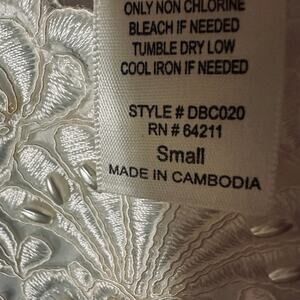 ONLY NON CHLORINE
BLEACH IF NEEDED
TUMBLE DRY LOW
COOL IRON IF NEEDED
STYLE # DBC020
RN # 64211
Small
MADE IN CAMBODIA